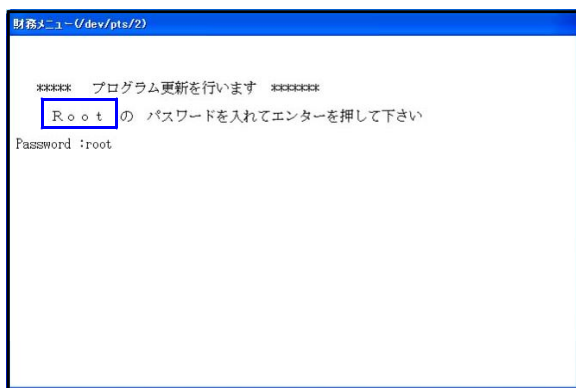 財務メニュー(/dev/pts/2)
***** プログラム更新を行います *******
Ｒｏｏｔ の パスワードを入れてエンターを押して下さい
Password :root